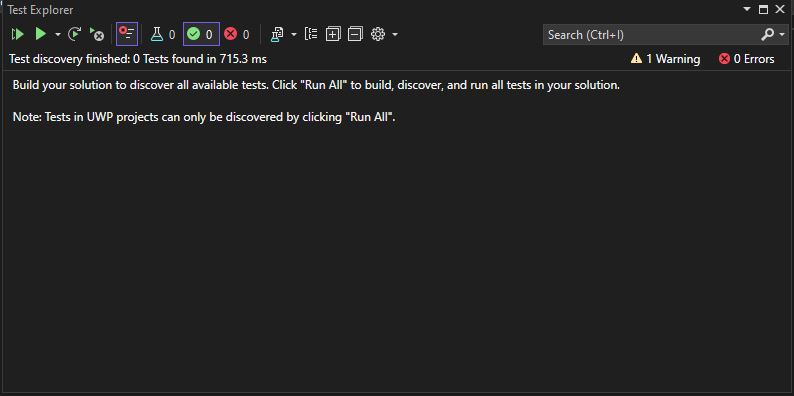 Test Explorer
0 0 0 Search (Ctrl+I)
Test discovery finished: 0 Tests found in 715.3 ms 1 Warning 0 Errors
Build your solution to discover all available tests. Click "Run All" to build, discover, and run all tests in your solution.
Note: Tests in UWP projects can only be discovered by clicking "Run All".